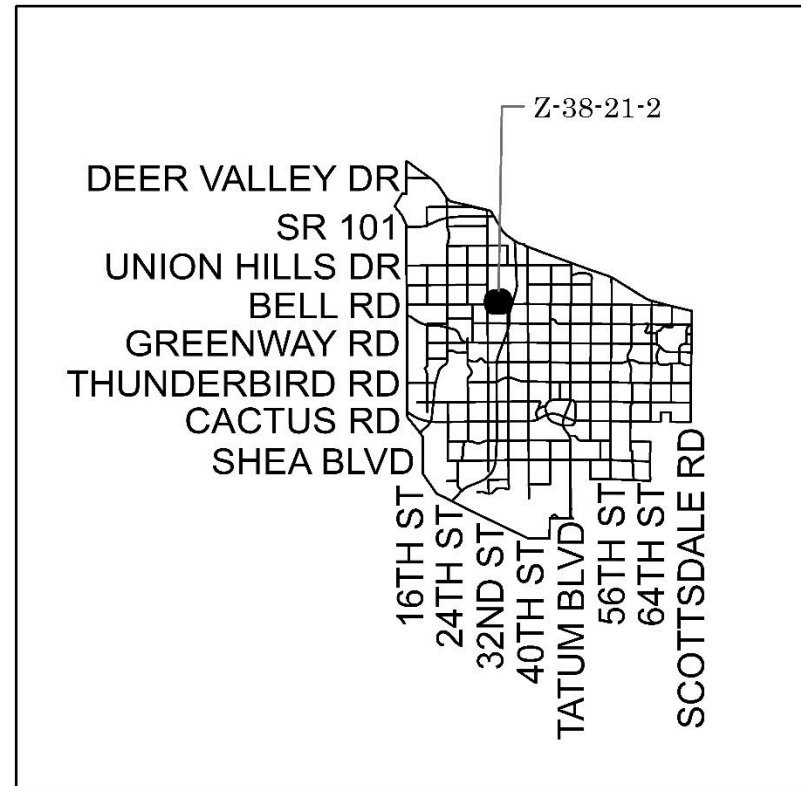 Z-38-21-2
DEER VALLEY DR
SR 101
UNION HILLS DR
BELL RD
GREENWAY RD
THUNDERBIRD RD
CACTUS RD
SHEA BLVD
16TH ST
24TH ST
32ND ST
40TH ST
TATUM BLVD
56TH ST
64TH ST
SCOTTSDALE RD